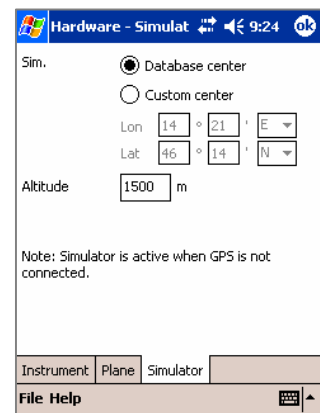 Hardware - Simulat 9:24 ok
Sim. Database center
Custom center
Lon 14 ° 21 ' E
Lat 46 ° 14 ' N
Altitude 1500 m
Note: Simulator is active when GPS is not
connected.
Instrument Plane Simulator
File Help